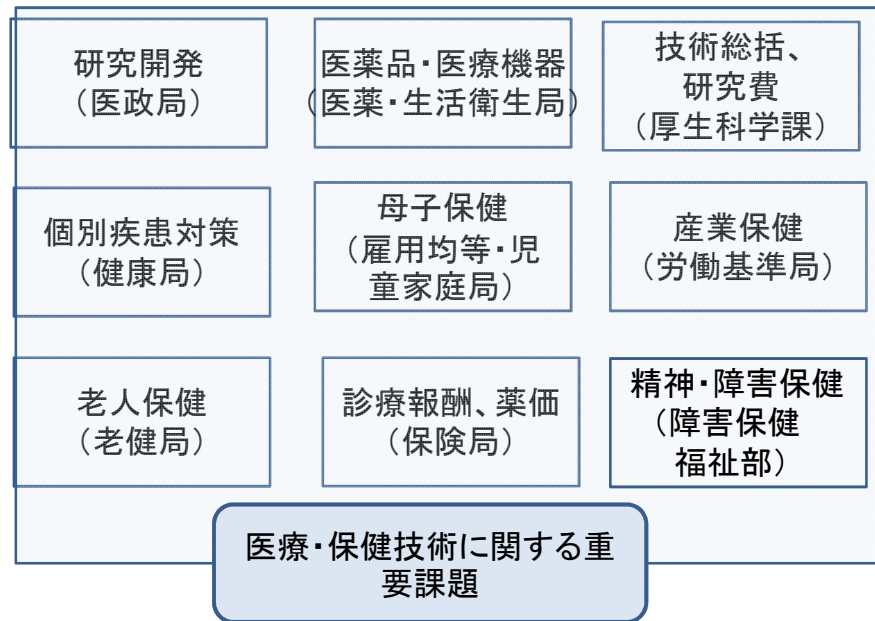 研究開発
（医政局）
医薬品・医療機器
（医薬・生活衛生局）
技術総括、
研究費
（厚生科学課）
個別疾患対策
（健康局）
母子保健
（雇用均等・児
童家庭局）
産業保健
（労働基準局）
老人保健
（老健局）
診療報酬、薬価
（保険局）
精神・障害保健
（障害保健
福祉部）
医療・保健技術に関する重
要課題